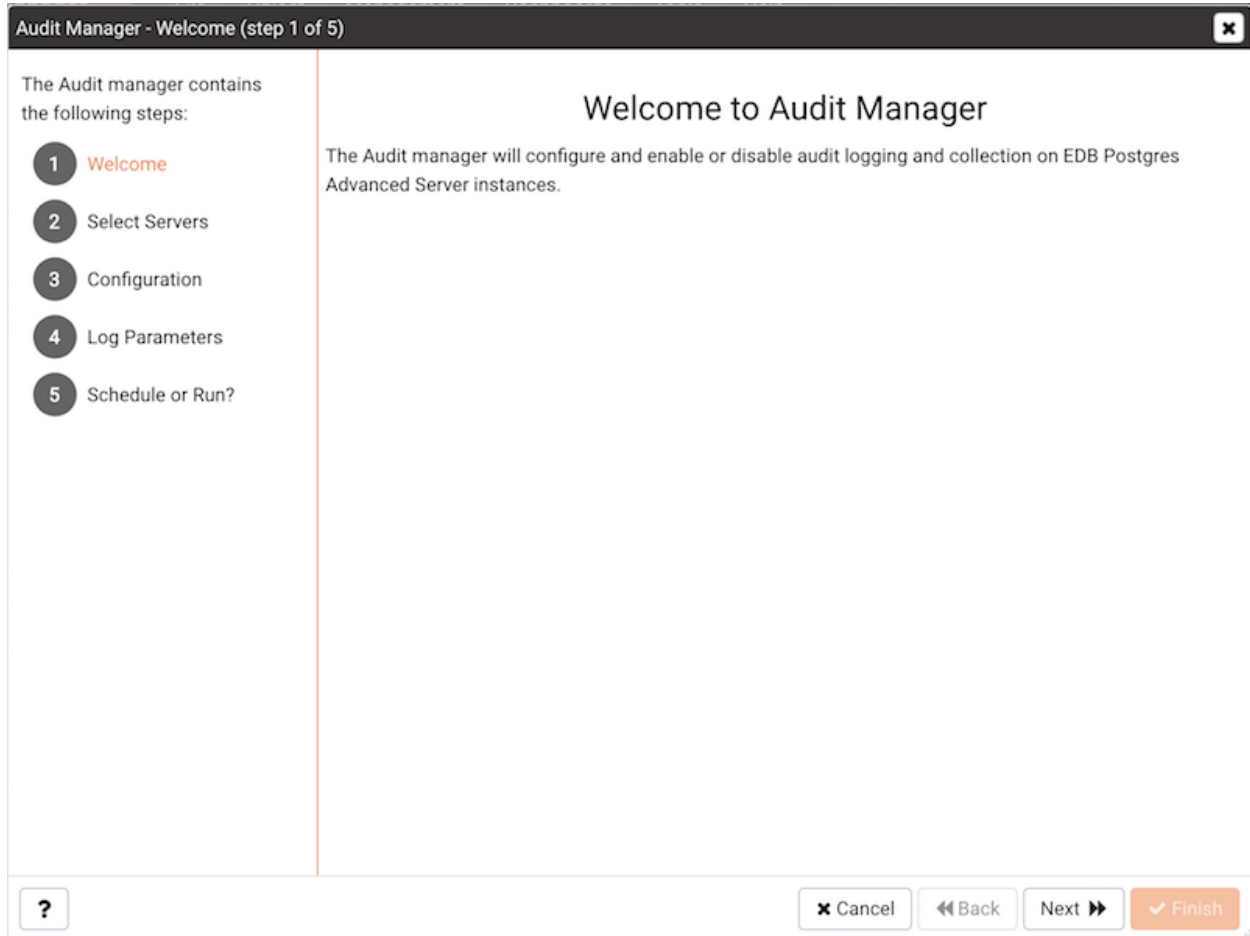 Audit Manager - Welcome (step 1 of 5)
The Audit manager contains
the following steps:
1 Welcome
2 Select Servers
3 Configuration
4 Log Parameters
5 Schedule or Run?
Welcome to Audit Manager
The Audit manager will configure and enable or disable audit logging and collection on EDB Postgres
Advanced Server instances.
? Cancel Back Next Finish